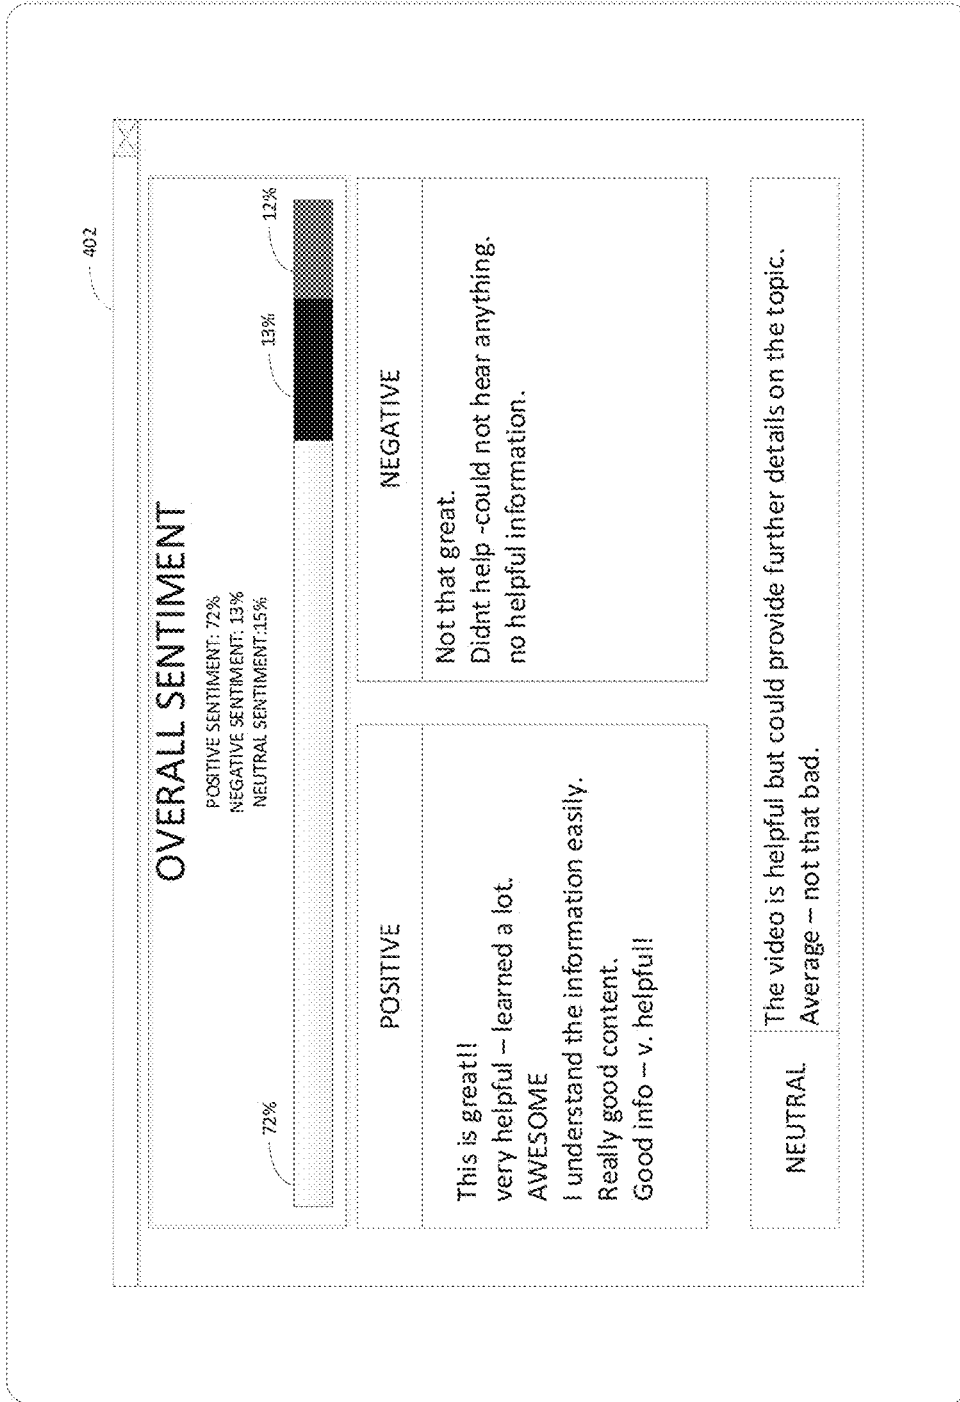 402
OVERALL SENTIMENT
POSITIVE SENTIMENT: 72%
NEGATIVE SENTIMENT: 13%
NEUTRAL SENTIMENT:15%
72%
13%
12%
POSITIVE
This is great!!
very helpful – learned a lot.
AWESOME
I understand the information easily.
Really good content.
Good info – v. helpful!
NEGATIVE
Not that great.
Didnt help -could not hear anything.
no helpful information.
NEUTRAL
The video is helpful but could provide further details on the topic.
Average – not that bad.